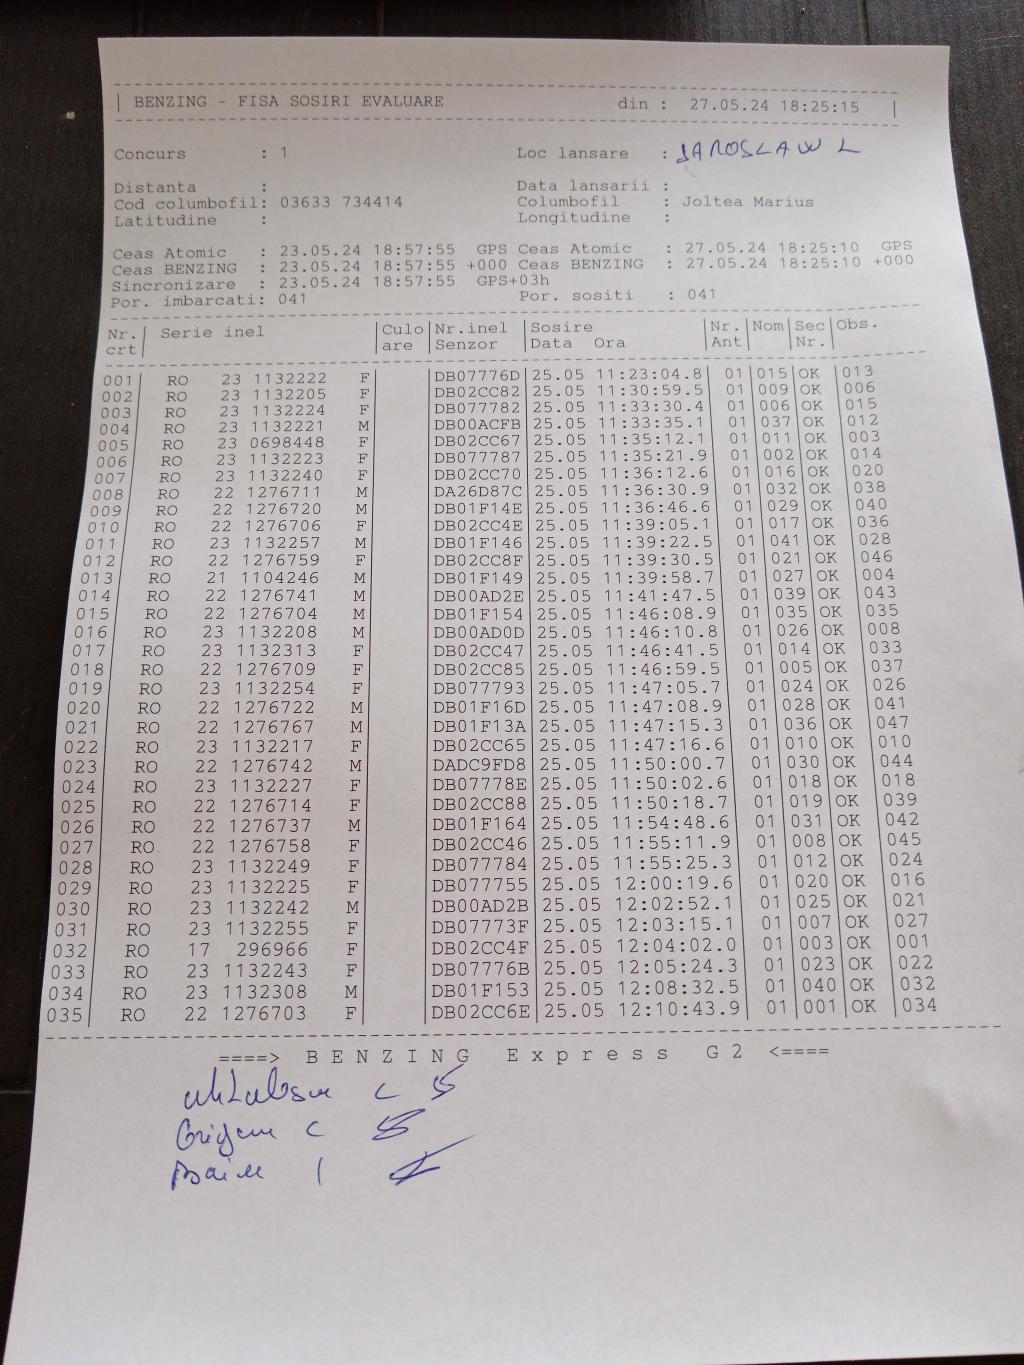 BENZING - FISA SOSIRI EVALUARE din : 27.05.24 18:25:15
Concurs : 1 Loc lansare : JAROSLAW L
Distanta : Data lansarii :
Cod columbofil: 03633 734414 Columbofil : Joltea Marius
Latitudine : Longitudine :
Ceas Atomic : 23.05.24 18:57:55 GPS Ceas Atomic : 27.05.24 18:25:10 GPS
Ceas BENZING : 23.05.24 18:57:55 +000 Ceas BENZING : 27.05.24 18:25:10 +000
Sincronizare : 23.05.24 18:57:55 GPS+03h
Por. imbarcati: 041 Por. sositi : 041
Nr. Serie inel Culo Nr.inel Sosire Nr. Nom Sec Obs.
crt are Senzor Data Ora Ant Nr.
001 RO 23 1132222 F DB07776D 25.05 11:23:04.8 01 015 OK 013
002 RO 23 1132205 F DB02CC82 25.05 11:30:59.5 01 009 OK 006
003 RO 23 1132224 F DB077782 25.05 11:33:30.4 01 006 OK 015
004 RO 23 1132221 M DB00ACFB 25.05 11:33:35.1 01 037 OK 012
005 RO 23 0698448 F DB02CC67 25.05 11:35:12.1 01 011 OK 003
006 RO 23 1132223 F DB077787 25.05 11:35:21.9 01 002 OK 014
007 RO 23 1132240 F DB02CC70 25.05 11:36:12.6 01 016 OK 020
008 RO 22 1276711 M DA26D87C 25.05 11:36:30.9 01 032 OK 038
009 RO 22 1276720 M DB01F14E 25.05 11:36:46.6 01 029 OK 040
010 RO 22 1276706 F DB02CC4E 25.05 11:39:05.1 01 017 OK 036
011 RO 23 1132257 M DB01F146 25.05 11:39:22.5 01 041 OK 028
012 RO 22 1276759 F DB02CC8F 25.05 11:39:30.5 01 021 OK 046
013 RO 21 1104246 M DB01F149 25.05 11:39:58.7 01 027 OK 004
014 RO 22 1276741 M DB00AD2E 25.05 11:41:47.5 01 039 OK 043
015 RO 22 1276704 M DB01F154 25.05 11:46:08.9 01 035 OK 035
016 RO 23 1132208 M DB00AD0D 25.05 11:46:10.8 01 026 OK 008
017 RO 23 1132313 F DB02CC47 25.05 11:46:41.5 01 014 OK 033
018 RO 22 1276709 F DB02CC85 25.05 11:46:59.5 01 005 OK 037
019 RO 23 1132254 F DB077793 25.05 11:47:05.7 01 024 OK 026
020 RO 22 1276722 M DB01F16D 25.05 11:47:08.9 01 028 OK 041
021 RO 22 1276767 M DB01F13A 25.05 11:47:15.3 01 036 OK 047
022 RO 23 1132217 F DB02CC65 25.05 11:47:16.6 01 010 OK 010
023 RO 22 1276742 M DADC9FD8 25.05 11:50:00.7 01 030 OK 044
024 RO 23 1132227 F DB07778E 25.05 11:50:02.6 01 018 OK 018
025 RO 22 1276714 F DB02CC88 25.05 11:50:18.7 01 019 OK 039
026 RO 22 1276737 M DB01F164 25.05 11:54:48.6 01 031 OK 042
027 RO 22 1276758 F DB02CC46 25.05 11:55:11.9 01 008 OK 045
028 RO 23 1132249 F DB077784 25.05 11:55:25.3 01 012 OK 024
029 RO 23 1132225 F DB077755 25.05 12:00:19.6 01 020 OK 016
030 RO 23 1132242 M DB00AD2B 25.05 12:02:52.1 01 025 OK 021
031 RO 23 1132255 F DB07773F 25.05 12:03:15.1 01 007 OK 027
032 RO 17 296966 F DB02CC4F 25.05 12:04:02.0 01 003 OK 001
033 RO 23 1132243 F DB07776B 25.05 12:05:24.3 01 023 OK 022
034 RO 23 1132308 M DB01F153 25.05 12:08:32.5 01 040 OK 032
035 RO 22 1276703 F DB02CC6E 25.05 12:10:43.9 01 001 OK 034
====> BENZING Express G2 <====